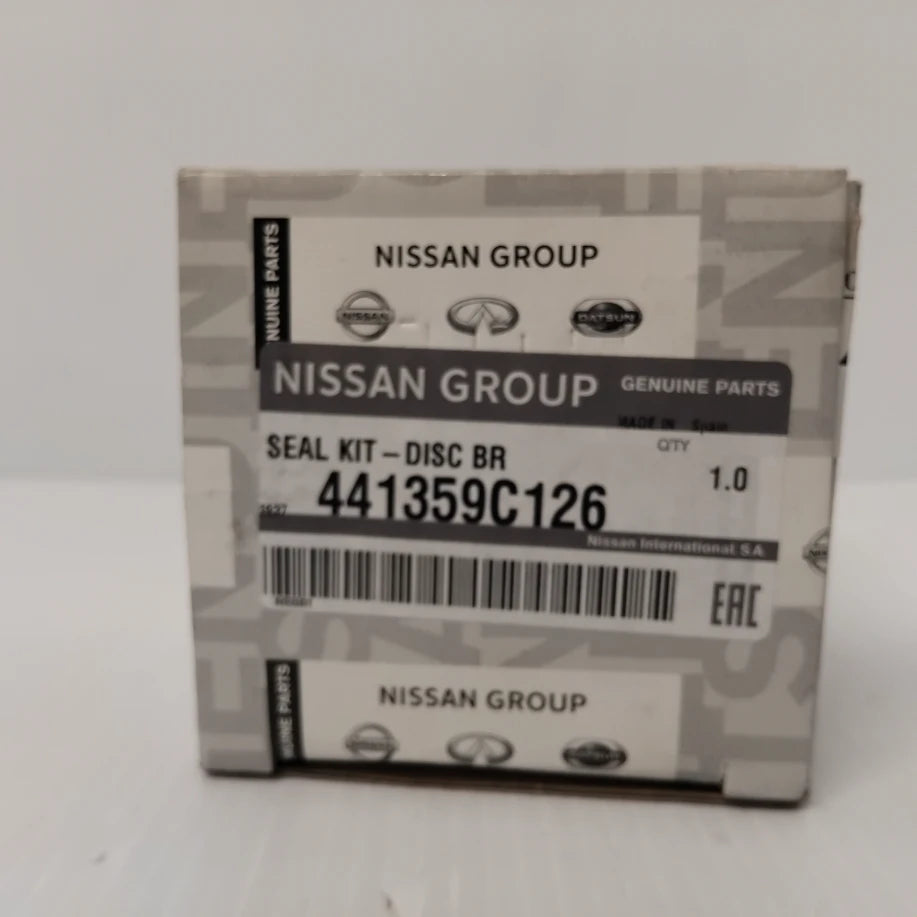 NUINE PARTS
NISSAN GROUP
NISSAN
DATSUN
NISSAN GROUP GENUINE PARTS
MADE IN Spain
SEAL KIT – DISC BR
QTY
1.0
441359C126
Nissan International, S.A.
EAC
NUINE PARTS
NISSAN GROUP